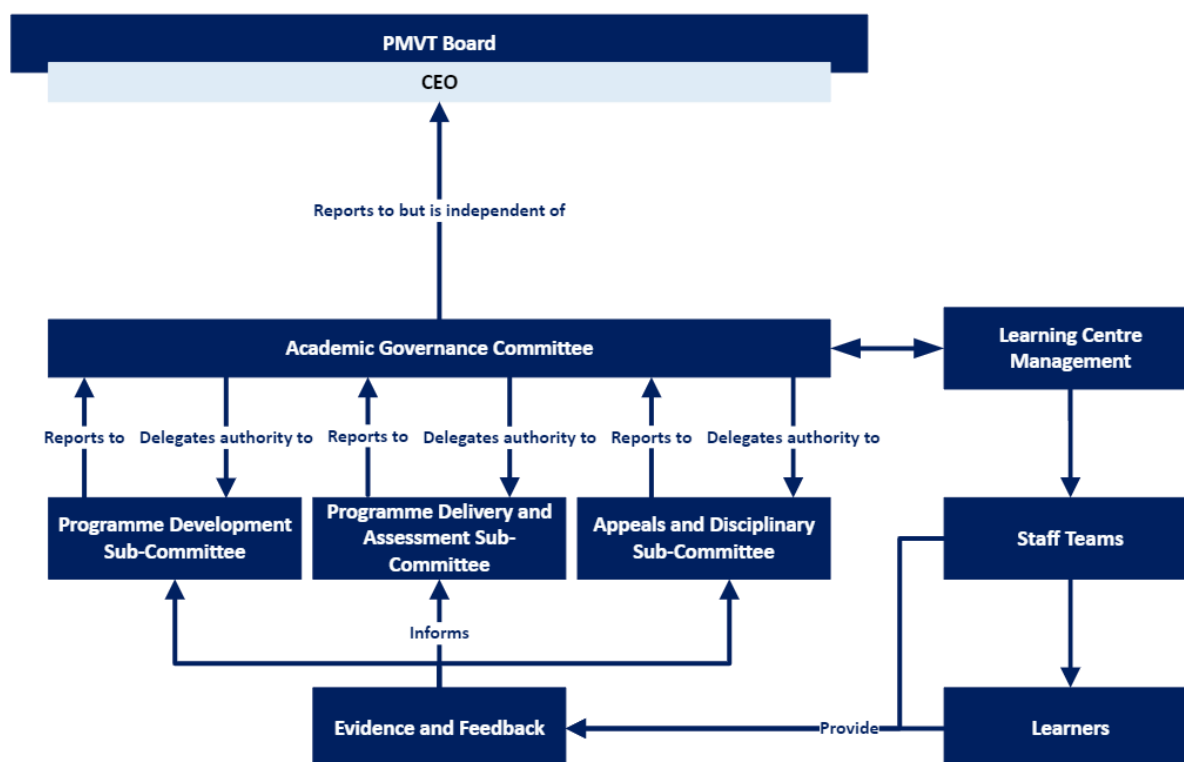 PMVT Board
CEO
Reports to but is independent of
Academic Governance Committee
Learning Centre
Management
Reports to
Delegates authority to
Reports to
Delegates authority to
Reports to
Delegates authority to
Programme Development
Sub-Committee
Programme Delivery and
Assessment Sub-
Committee
Appeals and Disciplinary
Sub-Committee
Staff Teams
Informs
Evidence and Feedback
Provide
Learners